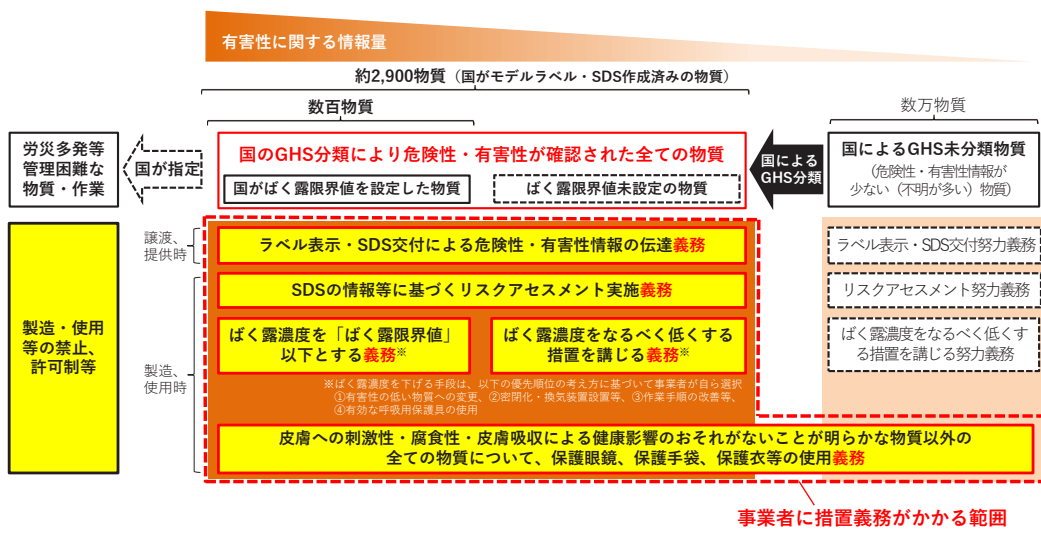 有害性に関する情報量
約2,900物質（国がモデルラベル・SDS作成済みの物質）
数百物質
数万物質
労災多発等
管理困難な
物質・作業
国が指定
国のGHS分類により危険性・有害性が確認された全ての物質
国がばく露限界値を設定した物質
ばく露限界値未設定の物質
国による
GHS分類
国によるGHS未分類物質
（危険性・有害性情報が
少ない（不明が多い）物質）
譲渡、
提供時
ラベル表示・SDS交付による危険性・有害性情報の伝達義務
ラベル表示・SDS交付努力義務
製造・使用
等の禁止、
許可制等
製造、
使用時
SDSの情報等に基づくリスクアセスメント実施義務
リスクアセスメント努力義務
ばく露濃度を「ばく露限界値」
以下とする義務※
ばく露濃度をなるべく低くする
措置を講じる義務※
ばく露濃度をなるべく低くす
る措置を講じる努力義務
※ばく露濃度を下げる手段は、以下の優先順位の考え方に基づいて事業者が自ら選択
①有害性の低い物質への変更、②密閉化・換気装置設置等、③作業手順の改善等、
④有効な呼吸用保護具の使用
皮膚への刺激性・腐食性・皮膚吸収による健康影響のおそれがないことが明らかな物質以外の
全ての物質について、保護眼鏡、保護手袋、保護衣等の使用義務
事業者に措置義務がかかる範囲